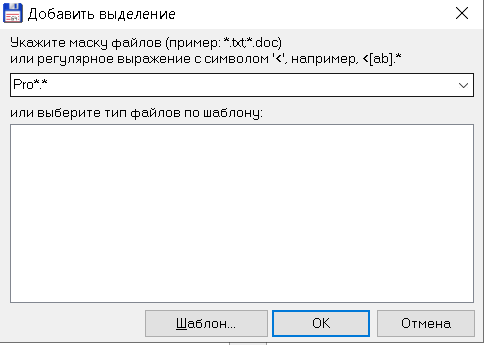 Добавить выделение
Укажите маску файлов (пример: *.txt;*.doc)
или регулярное выражение с символом '<', например, <[ab].*
Pro*.*
или выберите тип файлов по шаблону:
Шаблон... OK Отмена